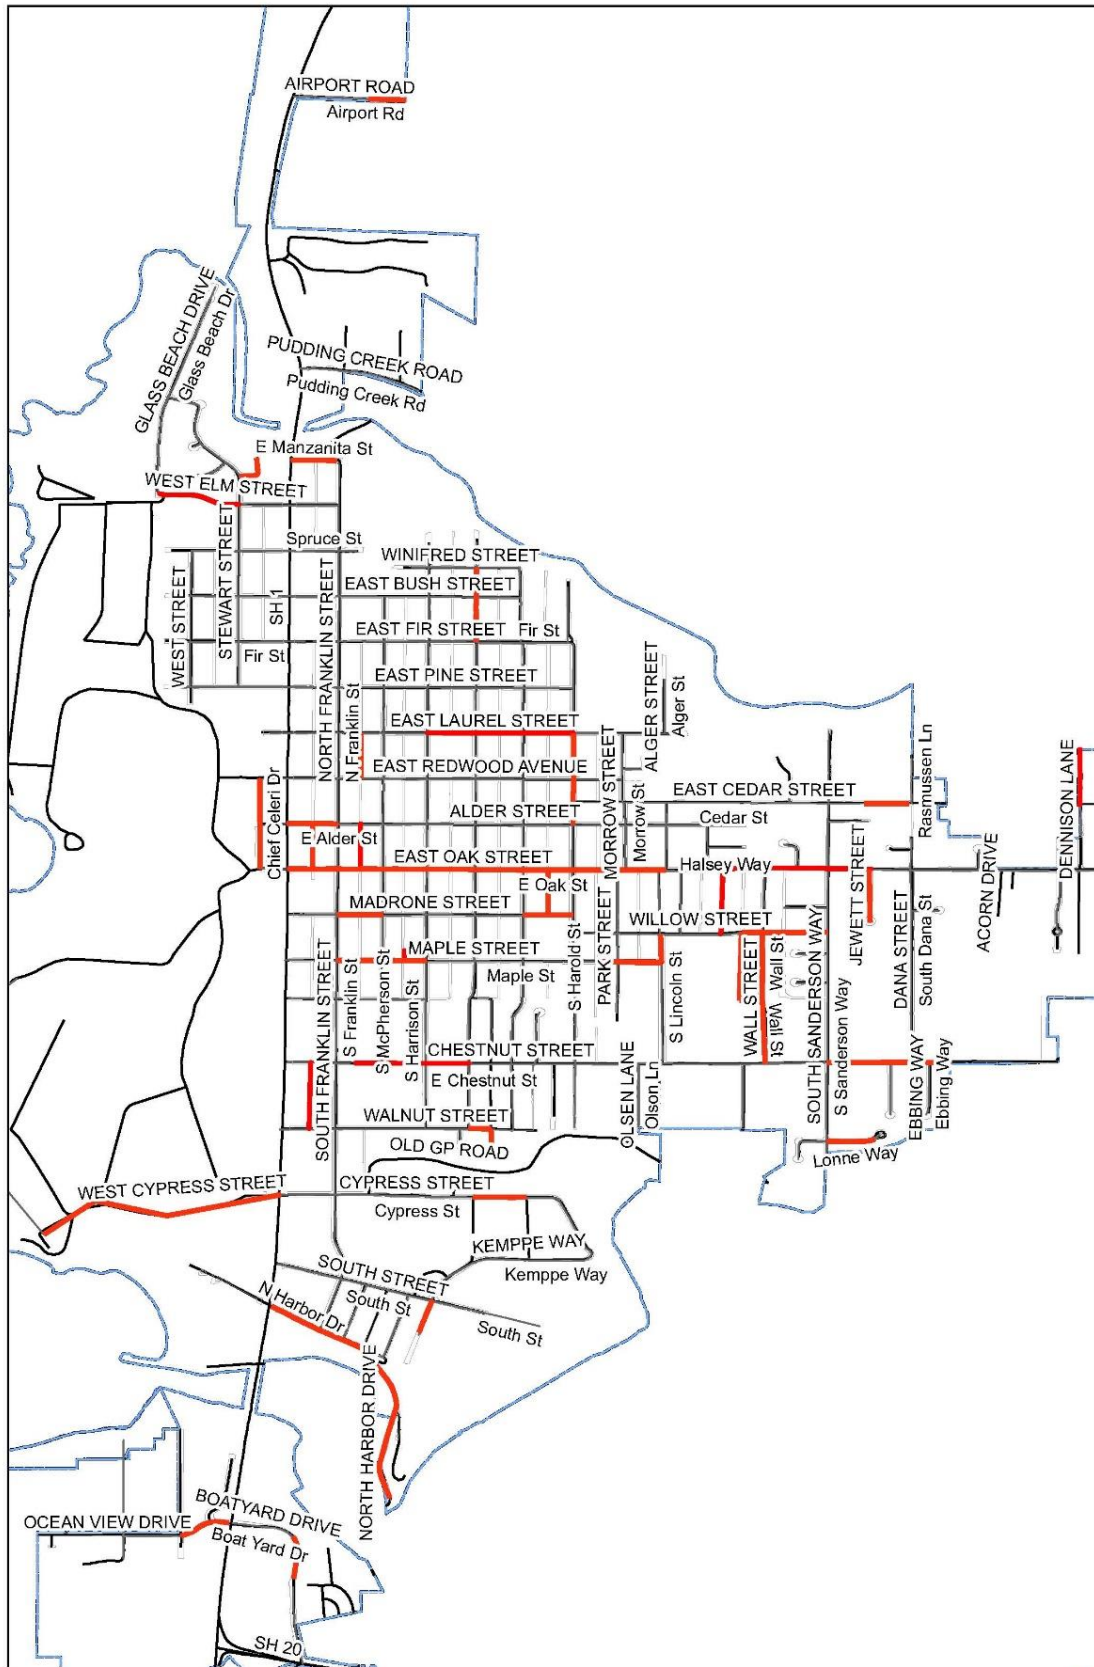 AIRPORT ROAD
Airport Rd
GLASS BEACH DRIVE
Glass Beach Dr
PUDDING CREEK ROAD
Pudding Creek Rd
E Manzanita St
WEST ELM STREET
Spruce St
WINIFRED STREET
EAST BUSH STREET
WEST STREET
STEWART STREET
SH 1
NORTH FRANKLIN STREET
EAST FIR STREET
Fir St
Fir St
EAST PINE STREET
N Franklin St
EAST LAUREL STREET
MORROW STREET
ALGER STREET
Alger St
EAST REDWOOD AVENUE
Chief Celeri Dr
EAST CEDAR STREET
Rasmussen Ln
DENNISON LANE
ALDER STREET
Morrow St
Cedar St
E Alder St
EAST OAK STREET
Halsey Way
JEWETT STREET
ACORN DRIVE
E Oak St
MADRONE STREET
PARK STREET
WILLOW STREET
DANA STREET
South Dana St
MAPLE STREET
Maple St
S Harold St
S Lincoln St
WALL STREET
Wall St
Wall St
SOUTH SANDERSON WAY
S Sanderson Way
SOUTH FRANKLIN STREET
S Franklin St
S McPherson St
S Harrison St
CHESTNUT STREET
E Chestnut St
OLSEN LANE
Olson Ln
EBBING WAY
Ebbing Way
WALNUT STREET
OLD GP ROAD
Lonne Way
WEST CYPRESS STREET
CYPRESS STREET
Cypress St
KEMPPE WAY
Kemppe Way
SOUTH STREET
South St
South St
N Harbor Dr
NORTH HARBOR DRIVE
OCEAN VIEW DRIVE
BOATYARD DRIVE
Boat Yard Dr
SH 20